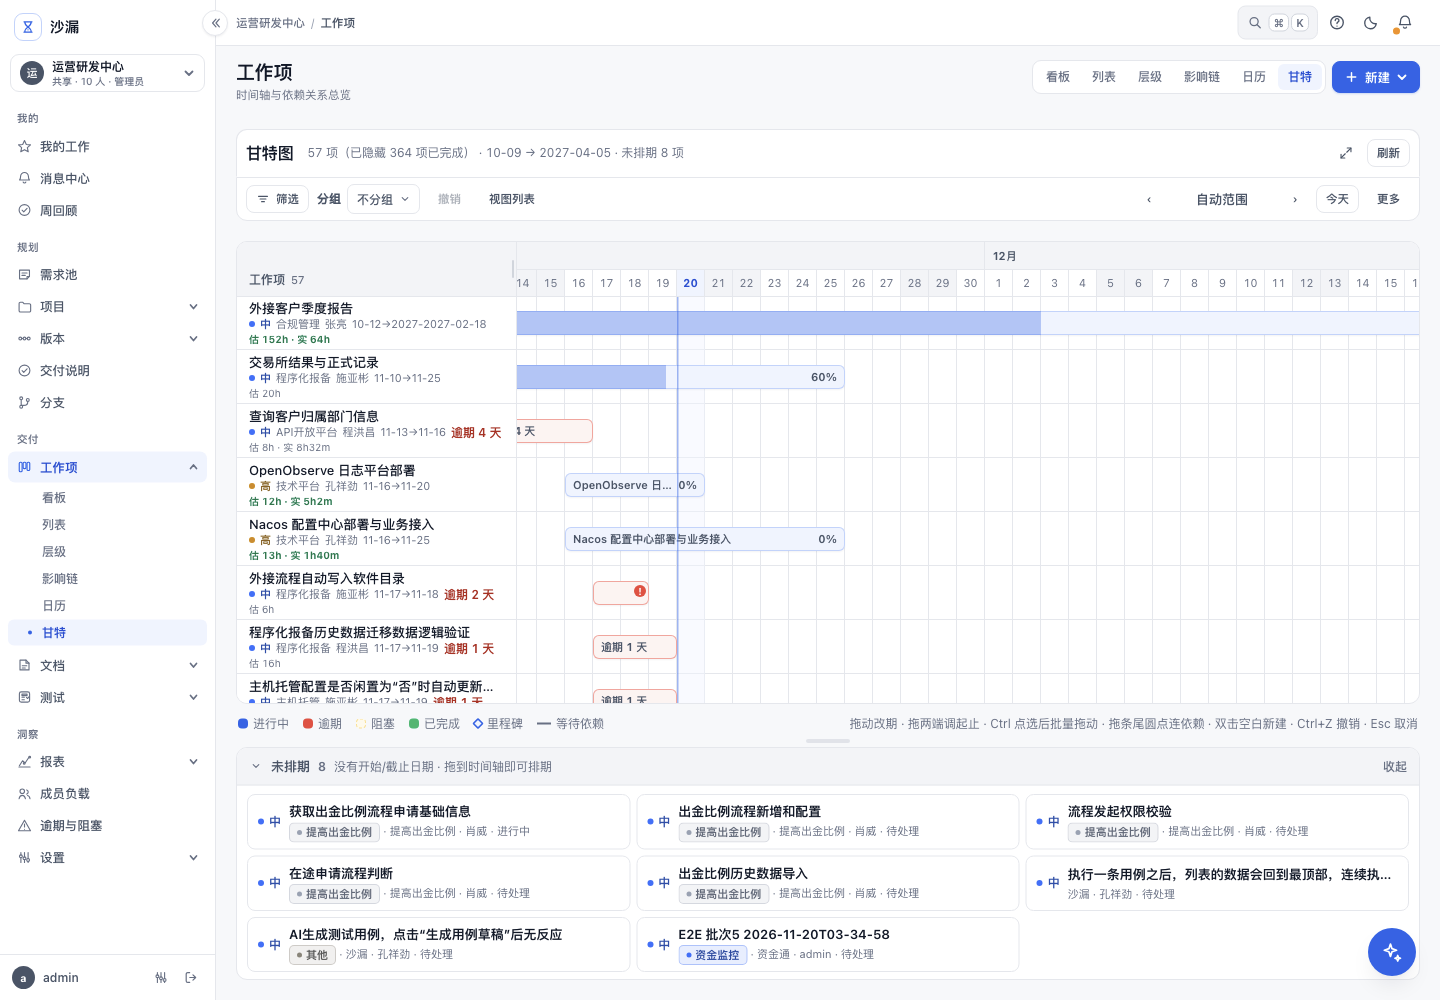 沙漏
运营研发中心 / 工作项
⌘ K
运
运营研发中心
共享 · 10 人 · 管理员
我的
我的工作
消息中心
周回顾
规划
需求池
项目
版本
交付说明
分支
交付
工作项
看板
列表
层级
影响链
日历
甘特
文档
测试
洞察
报表
成员负载
逾期与阻塞
设置
a admin
工作项
时间轴与依赖关系总览
看板 列表 层级 影响链 日历 甘特
+ 新建
甘特图 57 项（已隐藏 364 项已完成） · 10-09 → 2027-04-05 · 未排期 8 项
刷新
筛选 分组 不分组 撤销 视图列表
‹ 自动范围 › 今天 更多
12月
工作项 57
14 15 16 17 18 19 20 21 22 23 24 25 26 27 28 29 30 1 2 3 4 5 6 7 8 9 10 11 12 13 14 15 1
外接客户季度报告
中 合规管理 张亮 10-12→2027-2027-02-18
估 152h · 实 64h
交易所结果与正式记录
中 程序化报备 施亚彬 11-10→11-25
估 20h
60%
查询客户归属部门信息
中 API开放平台 程洪昌 11-13→11-16 逾期 4 天
估 8h · 实 8h32m
4 天
OpenObserve 日志平台部署
高 技术平台 孔祥劲 11-16→11-20
估 12h · 实 5h2m
OpenObserve 日... 0%
Nacos 配置中心部署与业务接入
高 技术平台 孔祥劲 11-16→11-25
估 13h · 实 1h40m
Nacos 配置中心部署与业务接入 0%
外接流程自动写入软件目录
中 程序化报备 施亚彬 11-17→11-18 逾期 2 天
估 6h
!
程序化报备历史数据迁移数据逻辑验证
中 程序化报备 程洪昌 11-17→11-19 逾期 1 天
估 16h
逾期 1 天
主机托管配置是否闲置为“否”时自动更新...
中 主机托管 施亚彬 11-17→11-19 逾期 1 天
逾期 1 天
进行中 逾期 阻塞 已完成 里程碑 等待依赖
拖动改期 · 拖两端调起止 · Ctrl 点选后批量拖动 · 拖条尾圆点连依赖 · 双击空白新建 · Ctrl+Z 撤销 · Esc 取消
未排期 8 没有开始/截止日期 · 拖到时间轴即可排期
收起
中 获取出金比例流程申请基础信息
提高出金比例 · 提高出金比例 · 肖威 · 进行中
中 出金比例流程新增和配置
提高出金比例 · 提高出金比例 · 肖威 · 待处理
中 流程发起权限校验
提高出金比例 · 提高出金比例 · 肖威 · 待处理
中 在途申请流程判断
提高出金比例 · 提高出金比例 · 肖威 · 待处理
中 出金比例历史数据导入
提高出金比例 · 提高出金比例 · 肖威 · 待处理
中 执行一条用例之后，列表的数据会回到最顶部，连续执...
沙漏 · 孔祥劲 · 待处理
中 AI生成测试用例，点击“生成用例草稿”后无反应
其他 · 沙漏 · 孔祥劲 · 待处理
中 E2E 批次5 2026-11-20T03-34-58
资金监控 · 资金通 · admin · 待处理